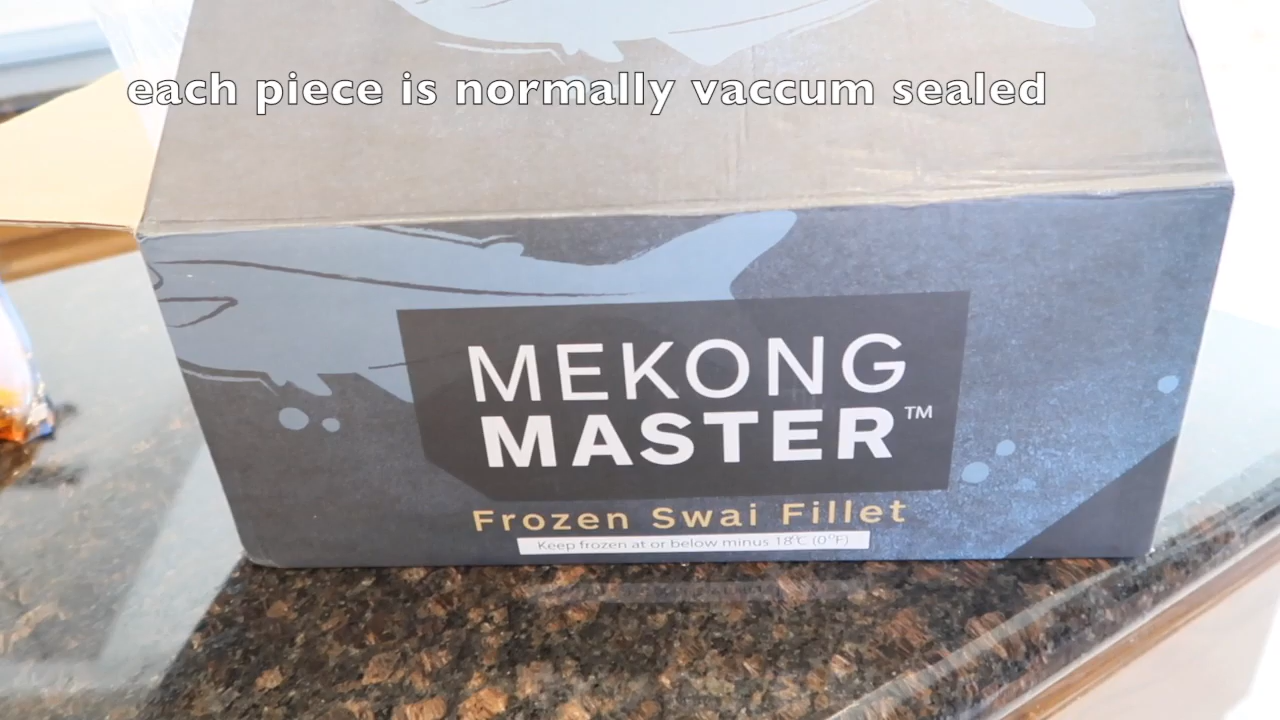 each piece is normally vaccum sealed
MEKONG
MASTER™
Frozen Swai Fillet
Keep frozen at or below minus 18°C (0°F)